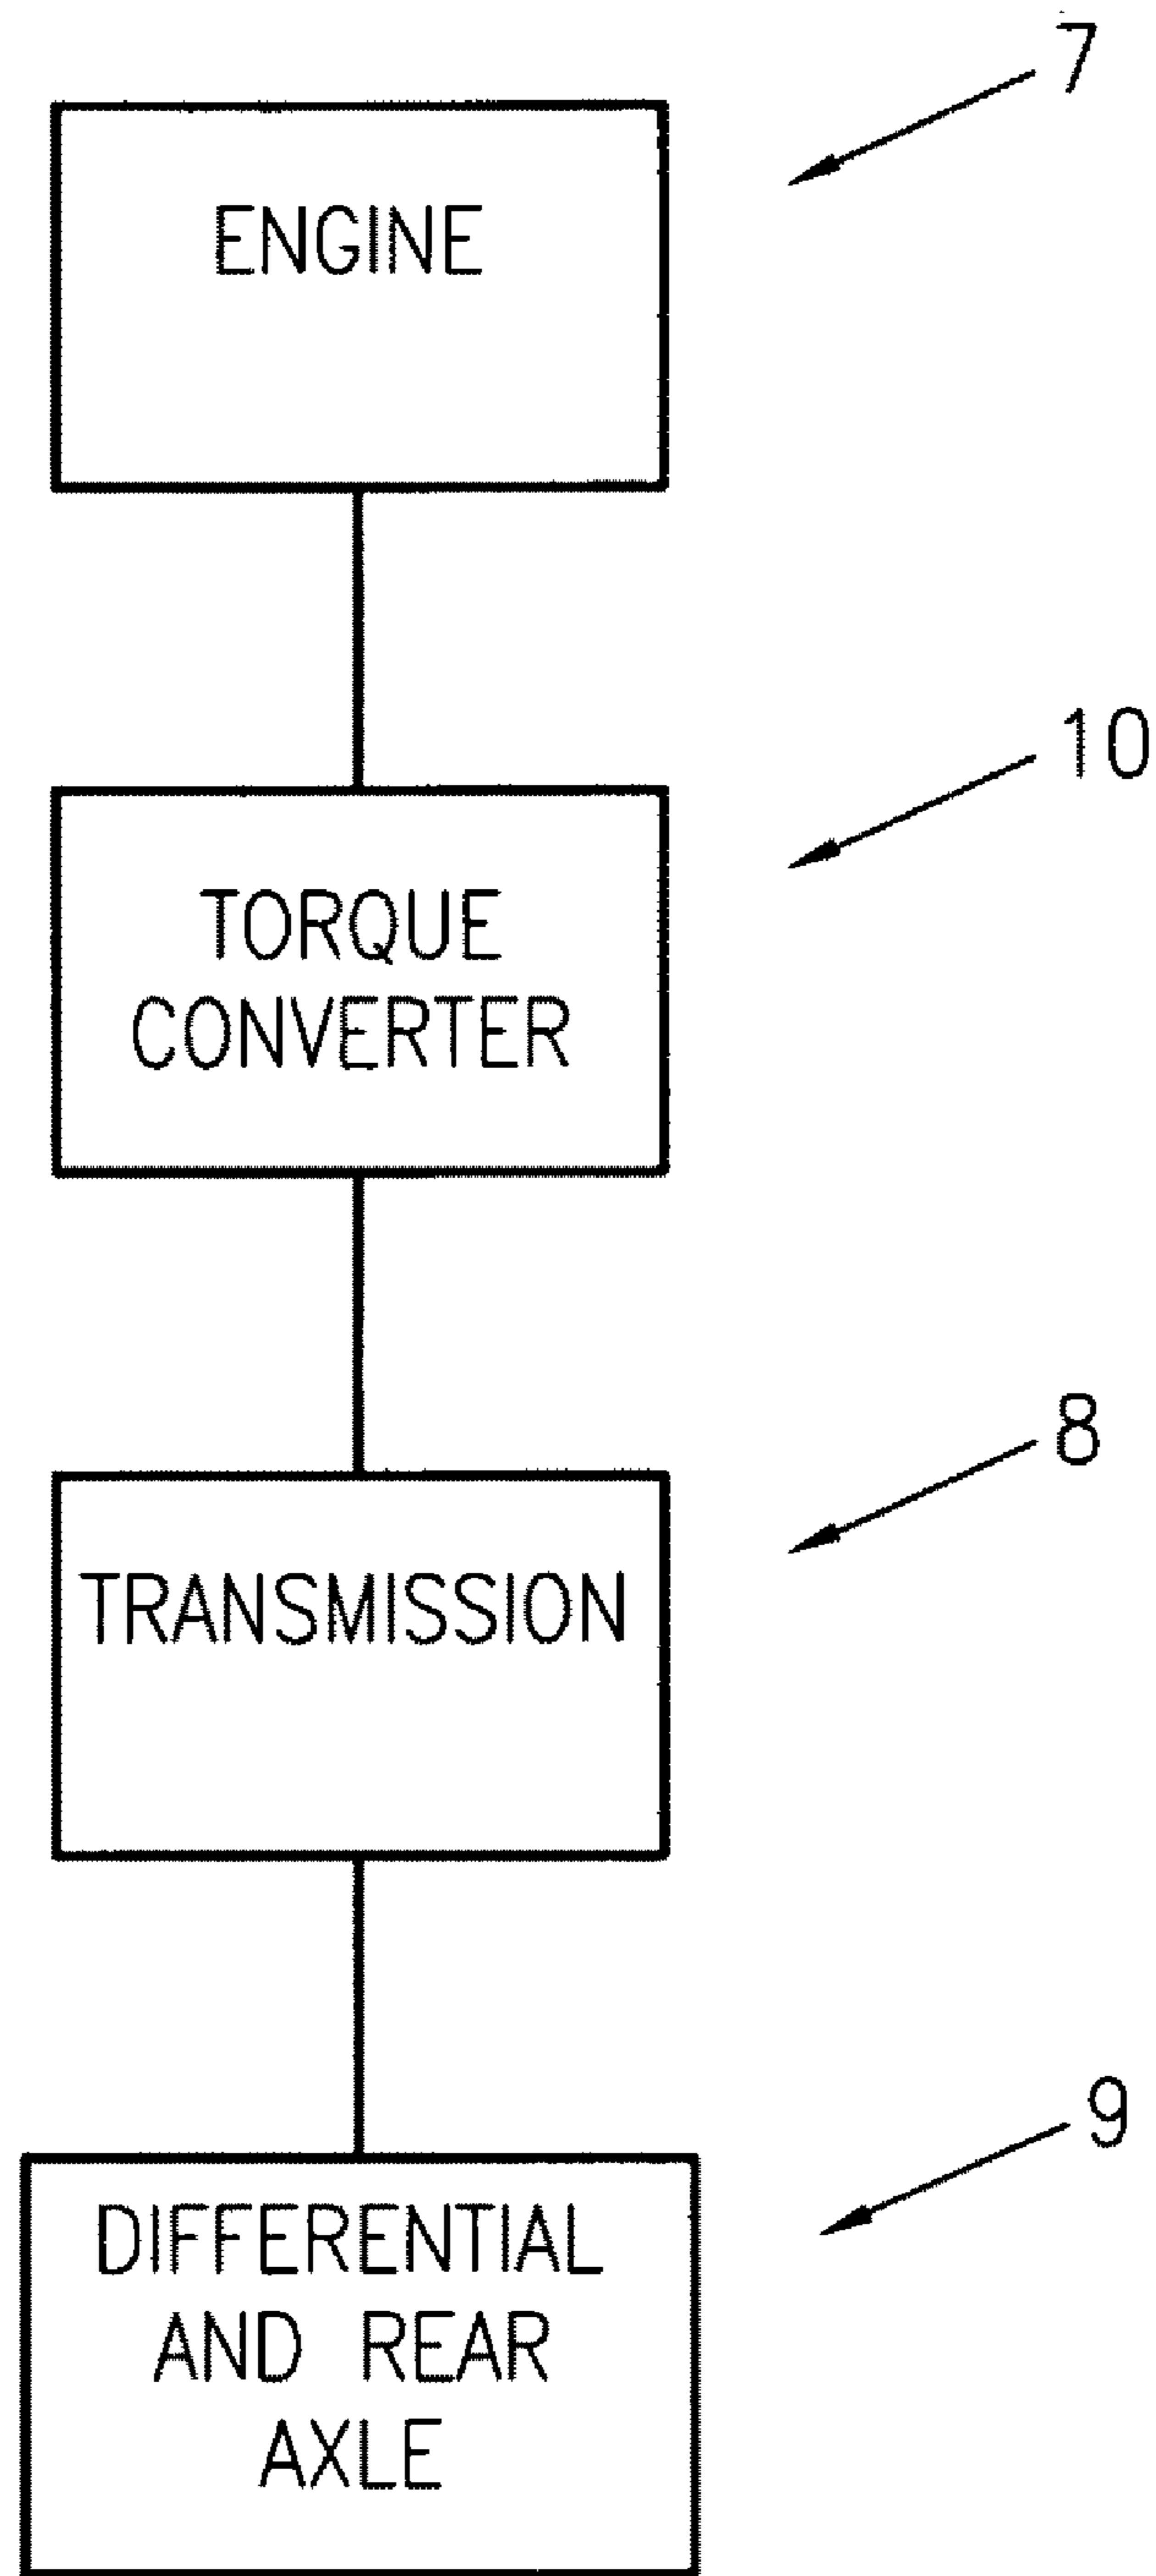 7
ENGINE
10
TORQUE
CONVERTER
8
TRANSMISSION
9
DIFFERENTIAL
AND REAR
AXLE